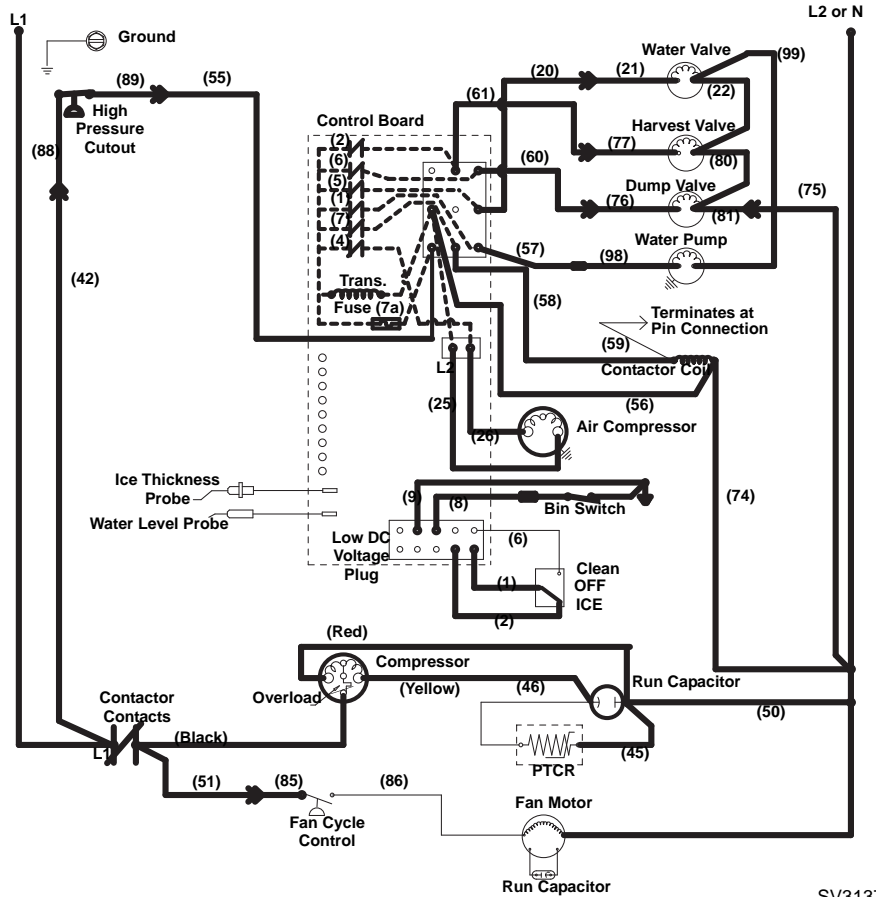 L1
L2 or N
Ground
(89)
(55)
High
Pressure
Cutout
(88)
(42)
Control Board
(2)
(6)
(5)
(1)
(7)
(4)
Trans.
Fuse (7a)
L2
(61)
(20)
(21)
Water Valve
(99)
(22)
Harvest Valve
(77)
(80)
(60)
Dump Valve
(76)
(81)
(75)
Water Pump
(57)
(98)
(58)
Terminates at
Pin Connection
(59)
Contactor Coil
(56)
(25)
(26)
Air Compressor
(74)
Ice Thickness
Probe
Water Level Probe
(9)
(8)
Bin Switch
Low DC
Voltage
Plug
(6)
(1)
(2)
Clean
OFF
ICE
(Red)
Compressor
Overload
(Yellow)
(46)
Run Capacitor
(50)
Contactor
Contacts
L1
(Black)
(45)
PTCR
(51)
(85)
(86)
Fan Cycle
Control
Fan Motor
Run Capacitor